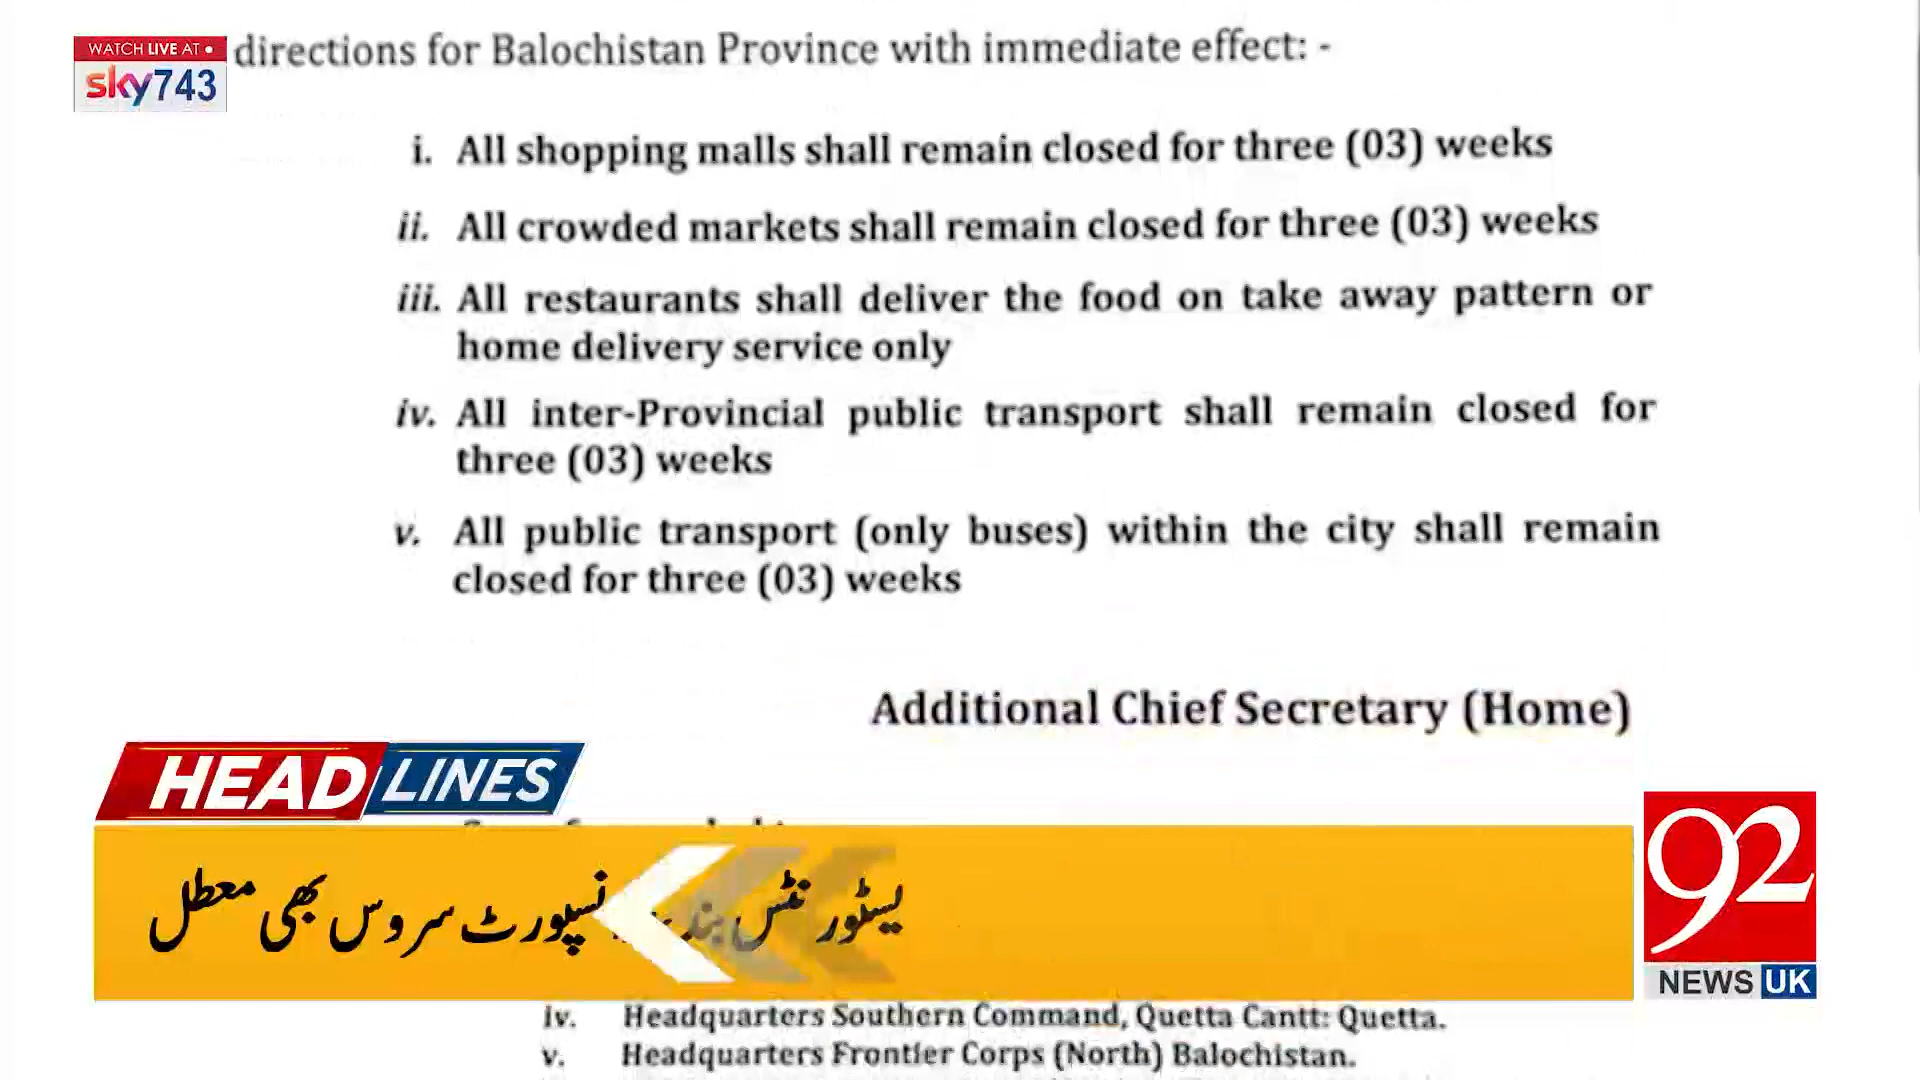 WATCH LIVE AT
sky743
directions for Balochistan Province with immediate effect: -
i. All shopping malls shall remain closed for three (03) weeks
ii. All crowded markets shall remain closed for three (03) weeks
iii. All restaurants shall deliver the food on take away pattern or
home delivery service only
iv. All inter-Provincial public transport shall remain closed for
three (03) weeks
v. All public transport (only buses) within the city shall remain
closed for three (03) weeks
Additional Chief Secretary (Home)
HEADLINES
سروس بھی معطل
92
NEWS UK
iv. Headquarters Southern Command, Quetta Cantt: Quetta.
v. Headquarters Frontier Corps (North) Balochistan.